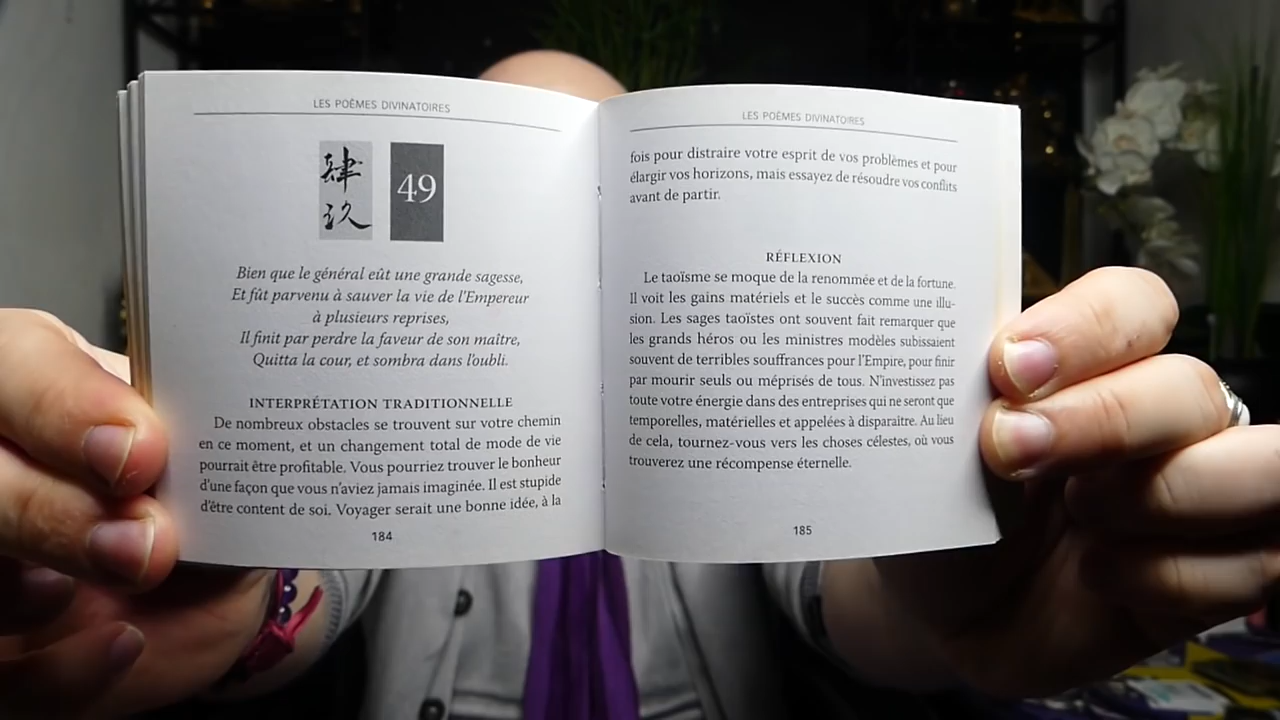 LES POÈMES DIVINATOIRES
肆
玖
49
Bien que le général eût une grande sagesse,
Et fût parvenu à sauver la vie de l'Empereur
à plusieurs reprises,
Il finit par perdre la faveur de son maître,
Quitta la cour, et sombra dans l'oubli.
INTERPRÉTATION TRADITIONNELLE
De nombreux obstacles se trouvent sur votre chemin
en ce moment, et un changement total de mode de vie
pourrait être profitable. Vous pourriez trouver le bonheur
d'une façon que vous n'aviez jamais imaginée. Il est stupide
d'être content de soi. Voyager serait une bonne idée, à la
184
LES POÈMES DIVINATOIRES
fois pour distraire votre esprit de vos problèmes et pour
élargir vos horizons, mais essayez de résoudre vos conflits
avant de partir.
RÉFLEXION
Le taoïsme se moque de la renommée et de la fortune.
Il voit les gains matériels et le succès comme une illu-
sion. Les sages taoïstes ont souvent fait remarquer que
les grands héros ou les ministres modèles subissaient
souvent de terribles souffrances pour l'Empire, pour finir
par mourir seuls ou méprisés de tous. N'investissez pas
toute votre énergie dans des entreprises qui ne seront que
temporelles, matérielles et appelées à disparaître. Au lieu
de cela, tournez-vous vers les choses célestes, où vous
trouverez une récompense éternelle.
185